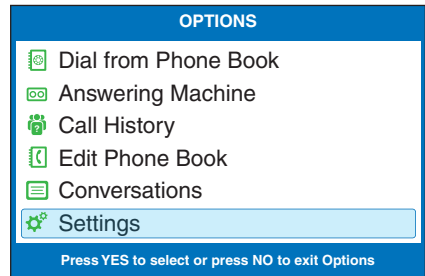 OPTIONS
Dial from Phone Book
Answering Machine
Call History
Edit Phone Book
Conversations
Settings
Press YES to select or press NO to exit Options